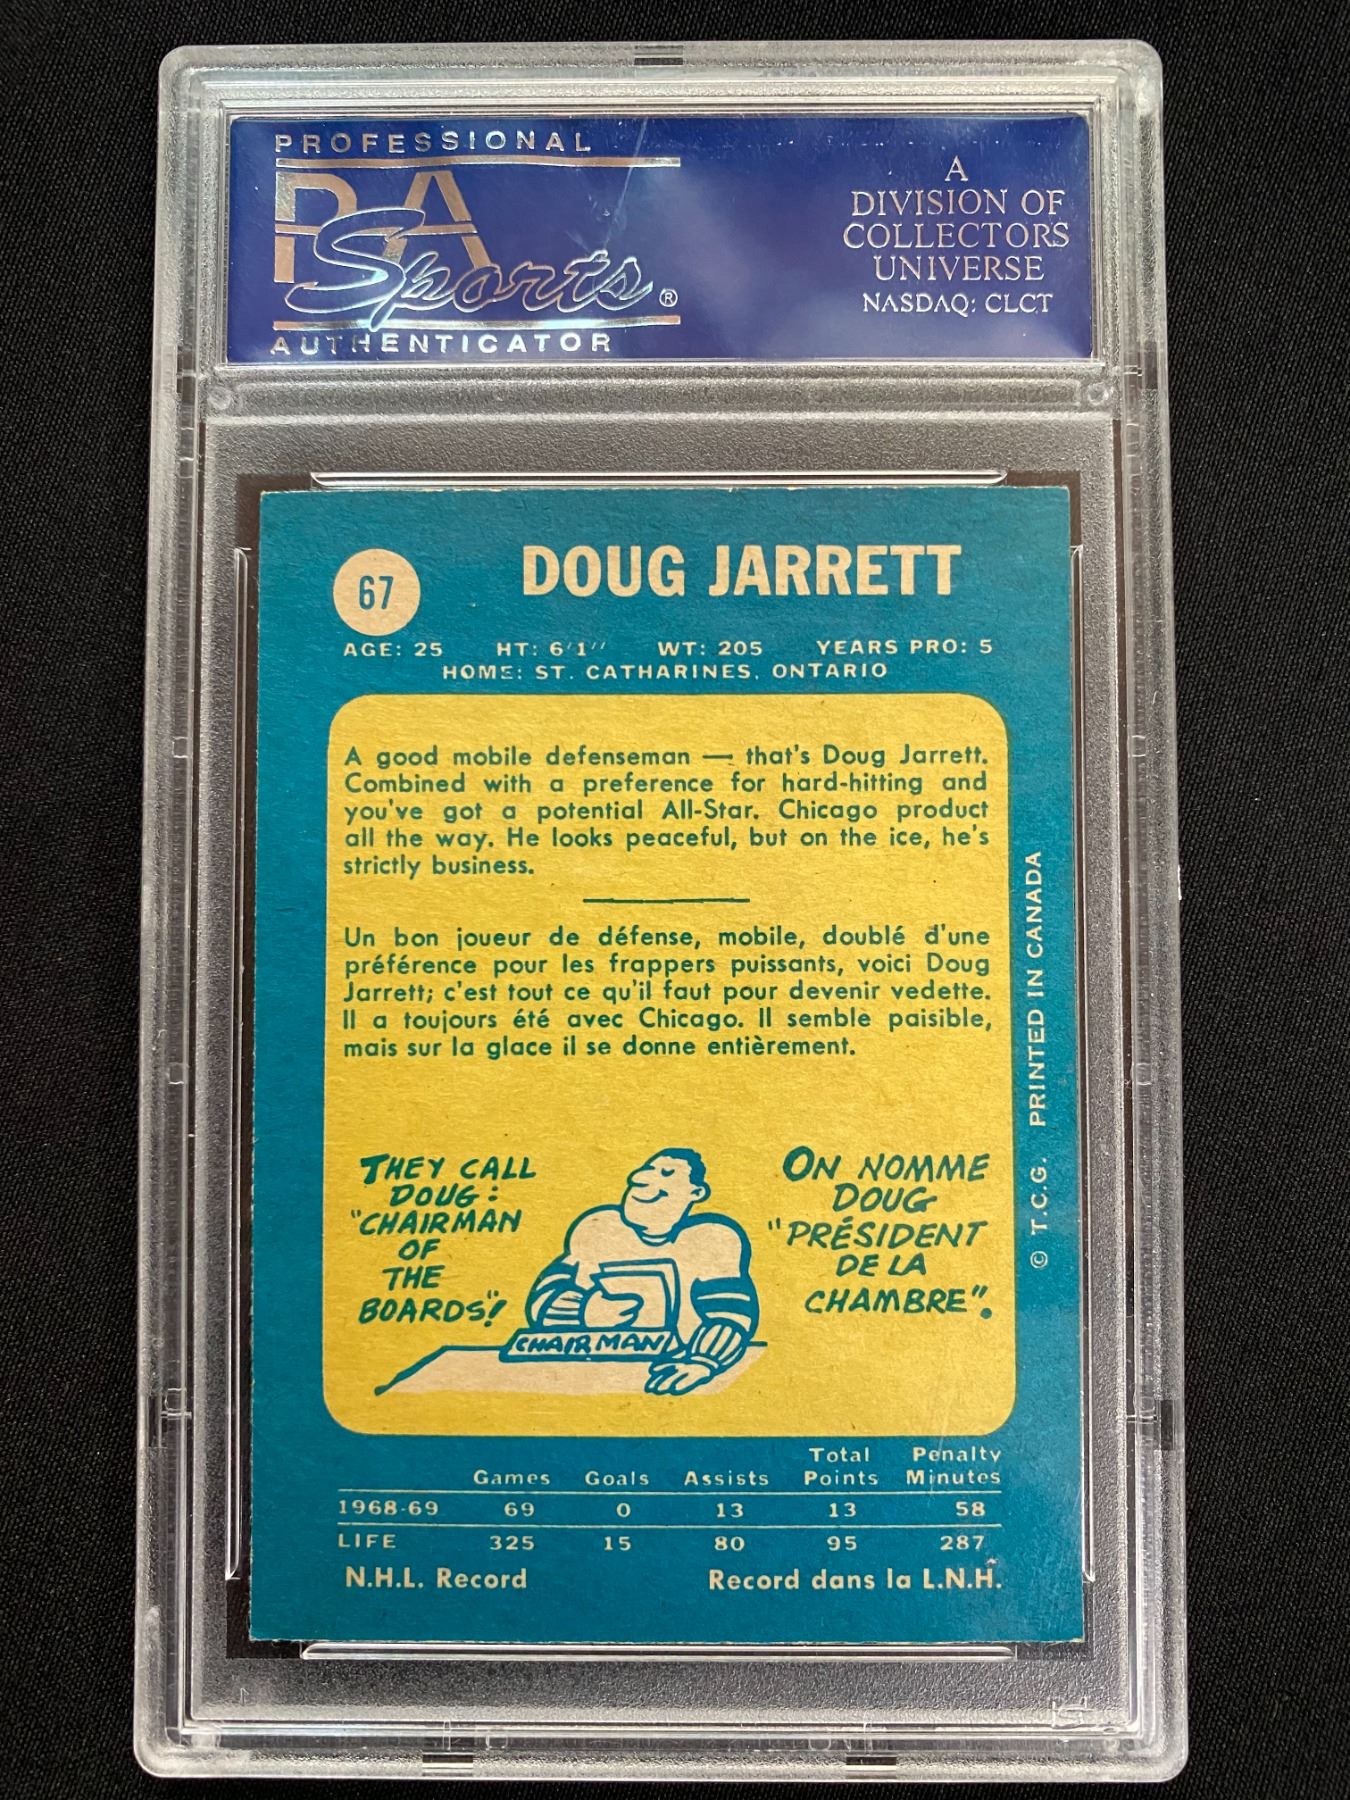 PROFESSIONAL
PSA
Sports®
AUTHENTICATOR
A
DIVISION OF
COLLECTORS
UNIVERSE
NASDAQ: CLCT
67
DOUG JARRETT
AGE: 25 HT: 6'1'' WT: 205 YEARS PRO: 5
HOME: ST. CATHARINES, ONTARIO
A good mobile defenseman — that's Doug Jarrett.
Combined with a preference for hard-hitting and
you've got a potential All-Star. Chicago product
all the way. He looks peaceful, but on the ice, he's
strictly business.
Un bon joueur de défense, mobile, doublé d'une
préférence pour les frappers puissants, voici Doug
Jarrett; c'est tout ce qu'il faut pour devenir vedette.
Il a toujours été avec Chicago. Il semble paisible,
mais sur la glace il se donne entièrement.
THEY CALL
DOUG:
"CHAIRMAN
OF
THE
BOARDS"!
CHAIRMAN
ON NOMME
DOUG
"PRÉSIDENT
DE LA
CHAMBRE".
© T.C.G. PRINTED IN CANADA
Games Goals Assists Total Points Penalty Minutes
1968-69 69 0 13 13 58
LIFE 325 15 80 95 287
N.H.L. Record Record dans la L.N.H.